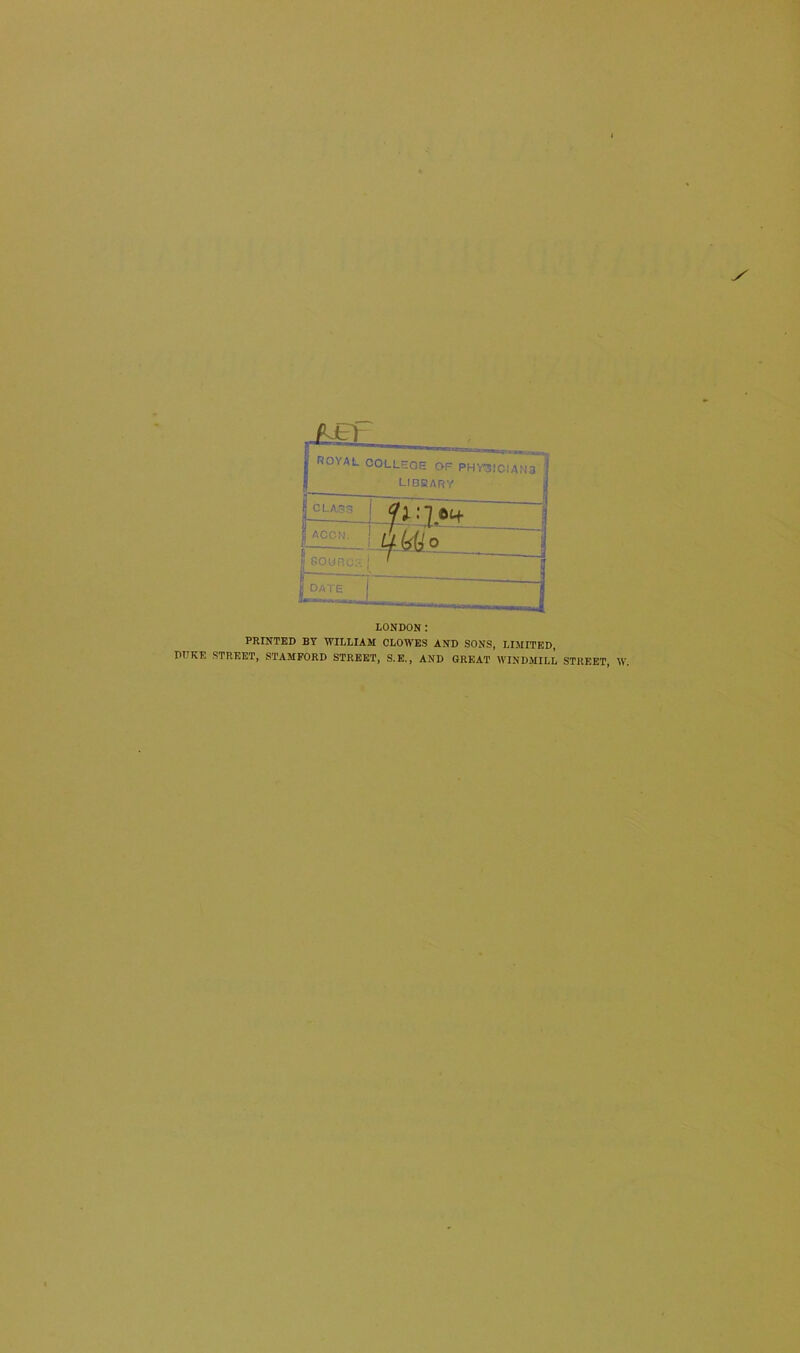 REF
ROYAL COLLEGE OF PHYSICIANS
LIBRARY
CLASS
ACCN.
SOURCE
DATE
LONDON:
PRINTED BY WILLIAM CLOWES AND SONS, LIMITED,
DUKE STREET, STAMFORD STREET, S.E., AND GREAT WINDMILL STREET, W.